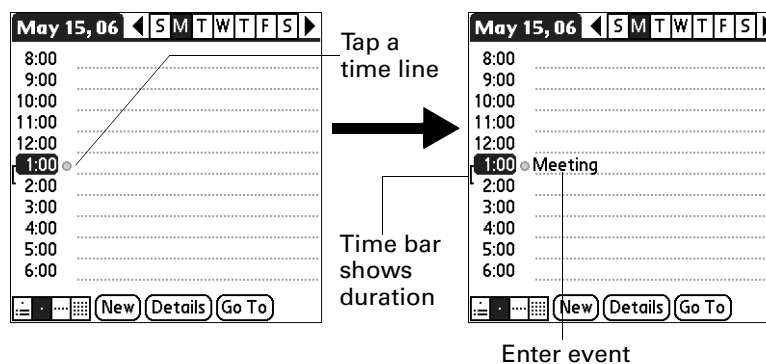 May 15, 06 S M T W T F S
8:00
9:00
10:00
11:00
12:00
1:00
2:00
3:00
4:00
5:00
6:00
New Details Go To
Tap a
time line
Time bar
shows
duration
May 15, 06 S M T W T F S
8:00
9:00
10:00
11:00
12:00
1:00 Meeting
2:00
3:00
4:00
5:00
6:00
New Details Go To
Enter event